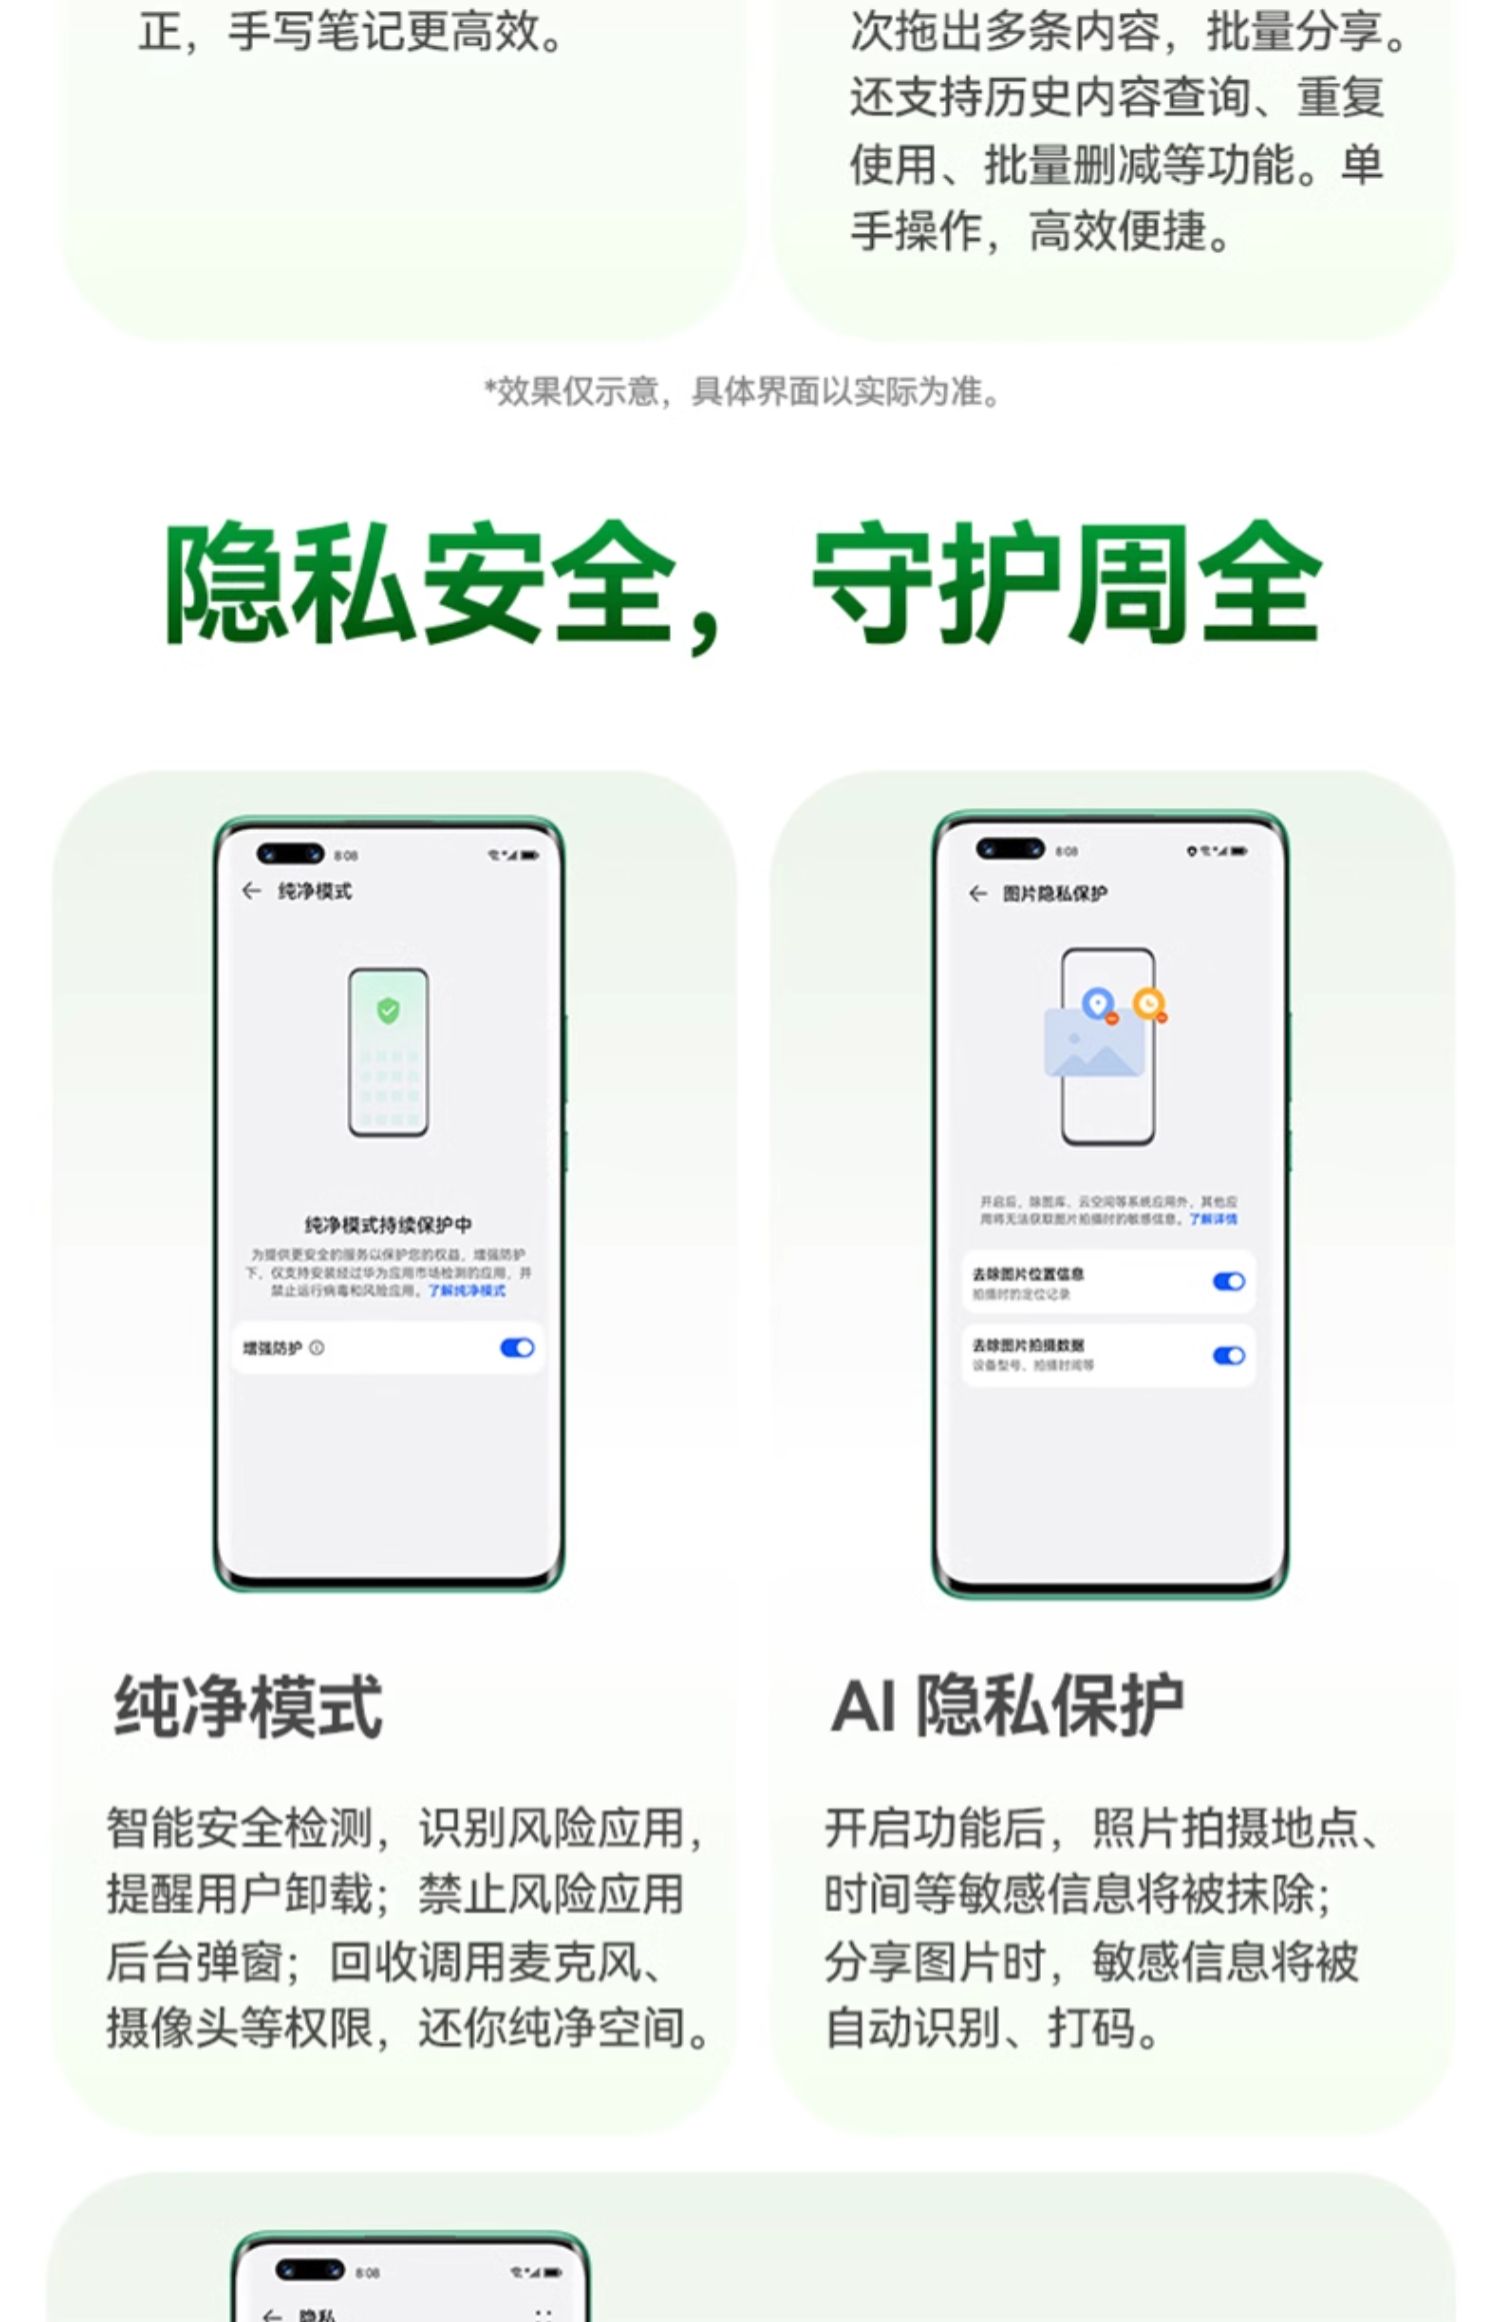 正，手写笔记更高效。
次拖出多条内容，批量分享。
还支持历史内容查询、重复
使用、批量删减等功能。单
手操作，高效便捷。
*效果仅示意，具体界面以实际为准。
隐私安全，守护周全
8:08
纯净模式
纯净模式持续保护中
为提供更安全的服务以保护您的权益，增强防护
下，仅支持安装经过华为应用市场检测的应用，并
禁止运行病毒和风险应用。了解纯净模式
增强防护
纯净模式
智能安全检测，识别风险应用，
提醒用户卸载；禁止风险应用
后台弹窗；回收调用麦克风、
摄像头等权限，还你纯净空间。
8:08
图片隐私保护
开启后，除图库、云空间等系统应用外，其他应
用将无法获取图片拍摄时的敏感信息。了解详情
去除图片位置信息
拍摄时的定位记录
去除图片拍摄数据
设备型号、拍摄时间等
AI 隐私保护
开启功能后，照片拍摄地点、
时间等敏感信息将被抹除；
分享图片时，敏感信息将被
自动识别、打码。
8:08
隐私